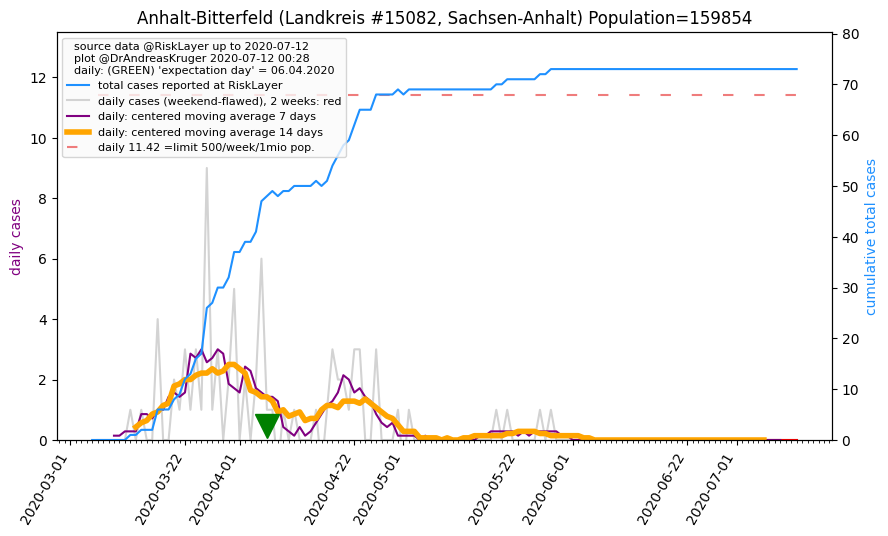 Anhalt-Bitterfeld (Landkreis #15082, Sachsen-Anhalt) Population=159854
source data @RiskLayer up to 2020-07-12
plot @DrAndreasKruger 2020-07-12 00:28
daily: (GREEN) 'expectation day' = 06.04.2020
total cases reported at RiskLayer
daily cases (weekend-flawed), 2 weeks: red
daily: centered moving average 7 days
daily: centered moving average 14 days
daily 11.42 =limit 500/week/1mio pop.
daily cases
12
10
8
6
4
2
0
80
70
60
50
40
30
20
10
0
cumulative total cases
2020-03-01
2020-03-22
2020-04-01
2020-04-22
2020-05-01
2020-05-22
2020-06-01
2020-06-22
2020-07-01